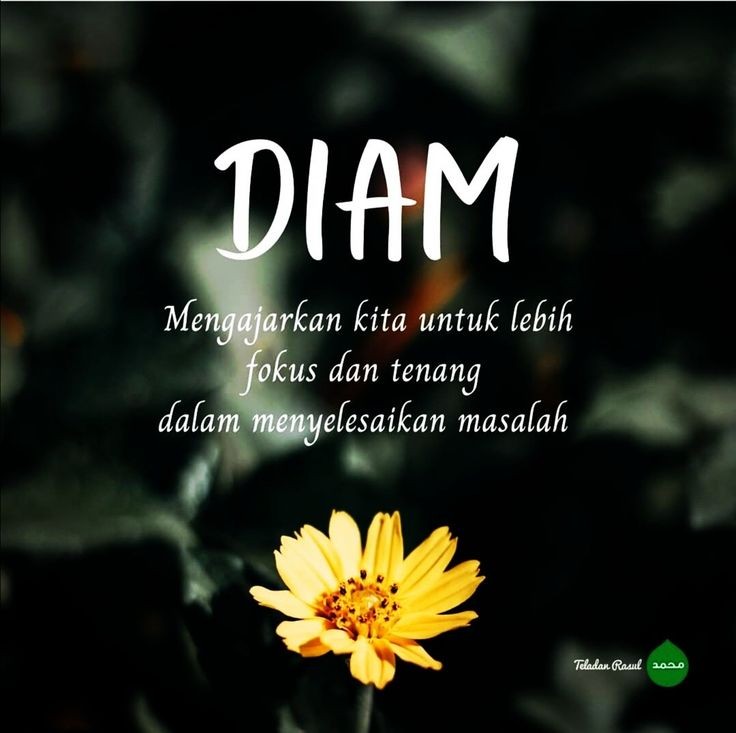 DIAM
Mengajarkan kita untuk lebih
fokus dan tenang
dalam menyelesaikan masalah
Teladan Rasul
محمد